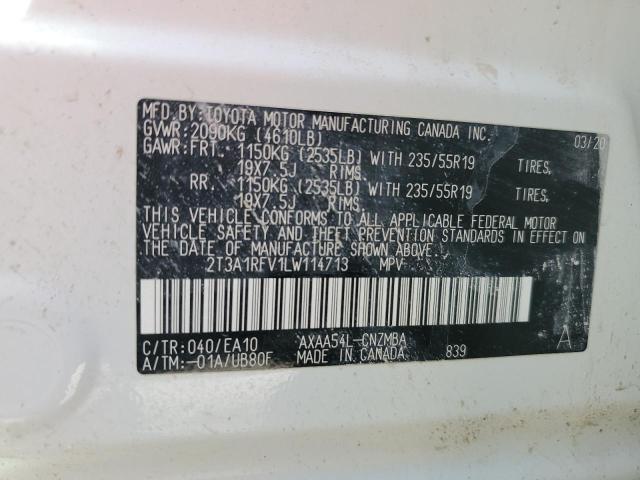 MFD.BY:TOYOTA MOTOR MANUFACTURING CANADA INC. 03/20
GVWR:2090KG (4610LB)
GAWR:FRT. 1150KG (2535LB) WITH 235/55R19 TIRES,
19X7.5J RIMS,
RR. 1150KG (2535LB) WITH 235/55R19 TIRES,
19X7.5J RIMS.
THIS VEHICLE CONFORMS TO ALL APPLICABLE FEDERAL MOTOR
VEHICLE SAFETY AND THEFT PREVENTION STANDARDS IN EFFECT ON
THE DATE OF MANUFACTURE SHOWN ABOVE.
2T3A1RFV1LW114713 MPV
C/TR:040/EA10 AXAA54L-CNZMBA A
A/TM:-01A/UB80F MADE IN CANADA 839